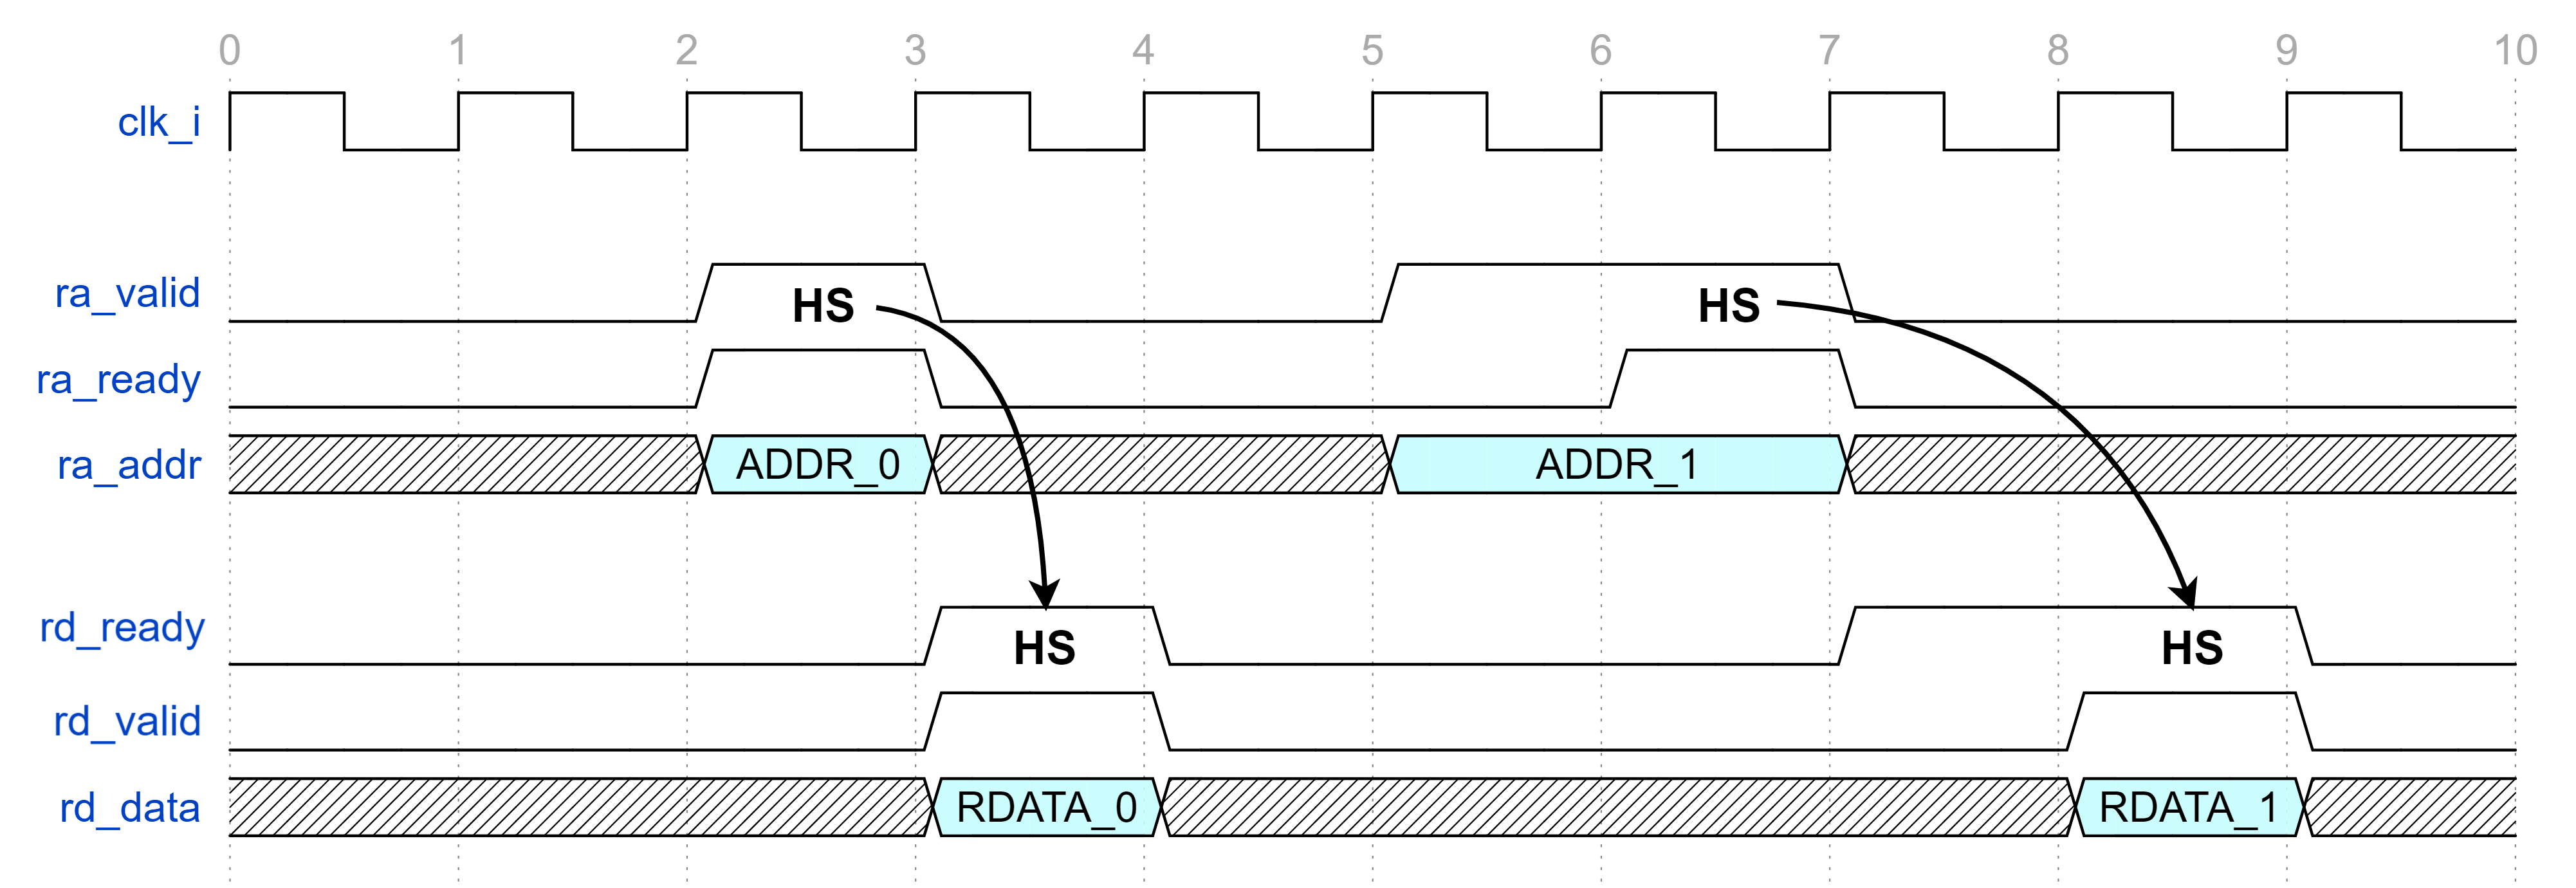 0 1 2 3 4 5 6 7 8 9 10
clk_i
ra_valid HS HS
ra_ready
ra_addr ADDR_0 ADDR_1
rd_ready HS HS
rd_valid
rd_data RDATA_0 RDATA_1